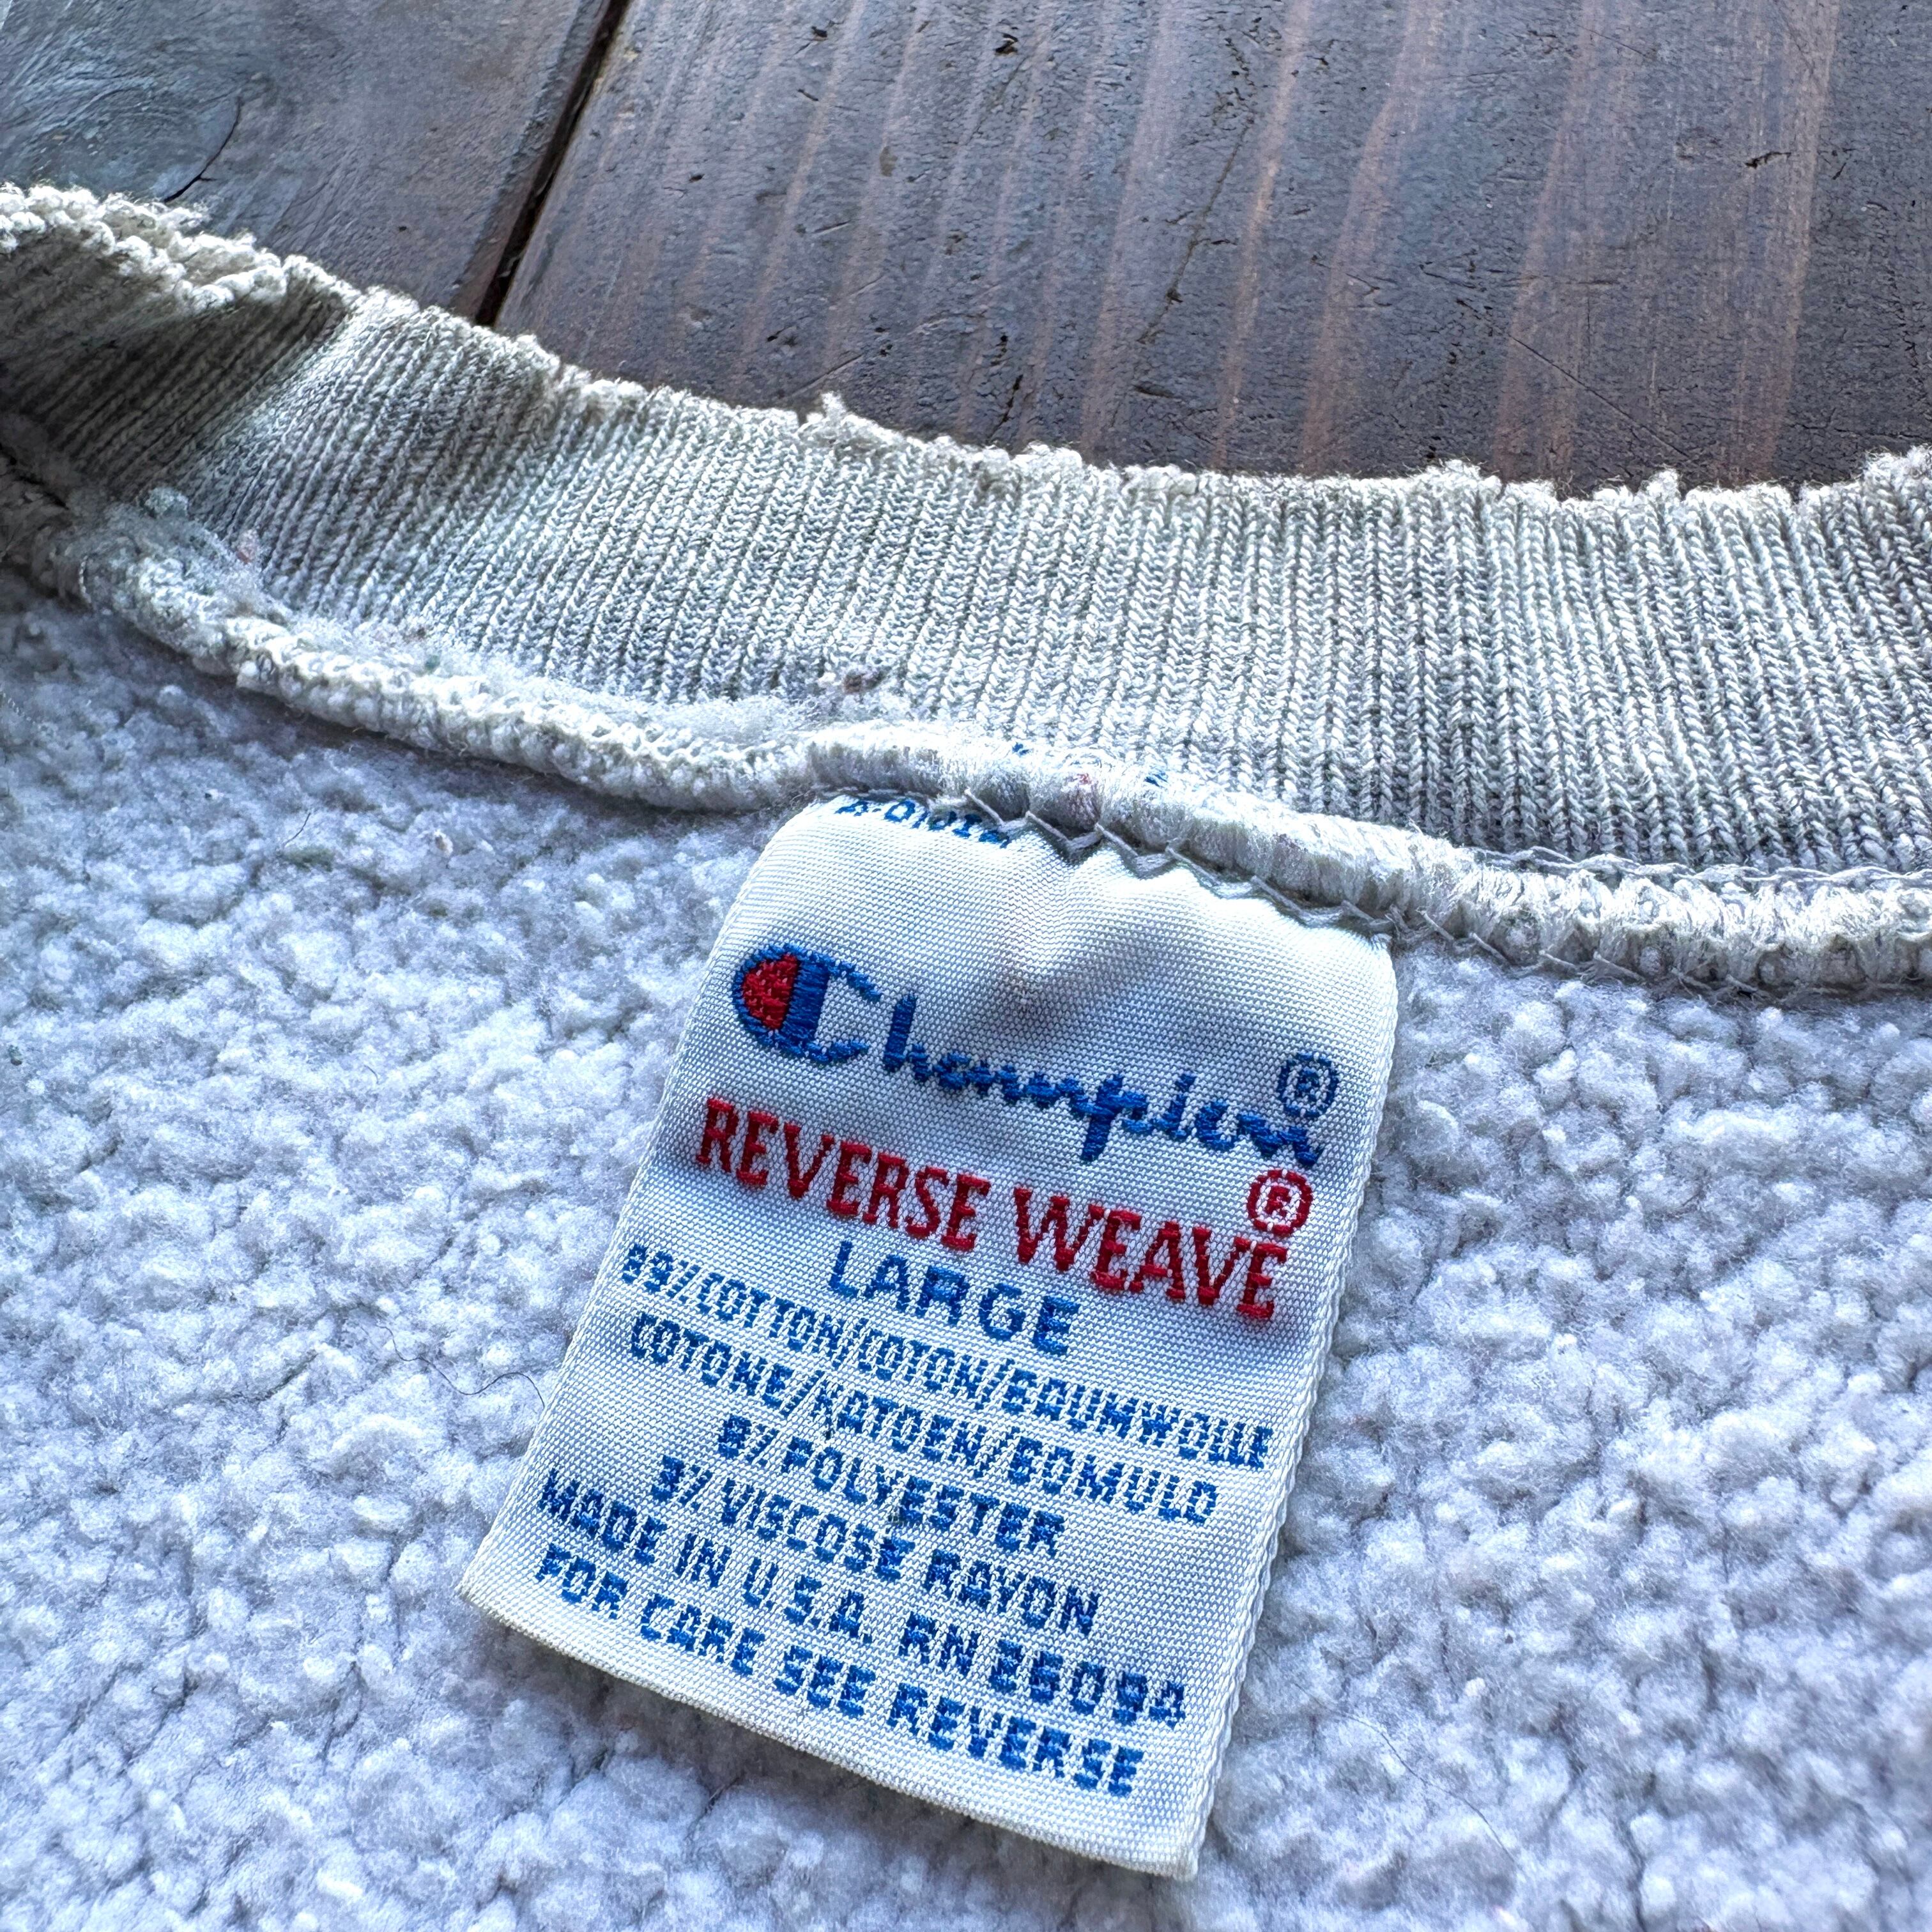 Champion®
REVERSE WEAVE®
LARGE
89%COTTON/COTON/BAUMWOLLE
COTONE/KATOEN/BOMULD
8%POLYESTER
3%VISCOSE RAYON
MADE IN U.S.A. RN 26094
FOR CARE SEE REVERSE